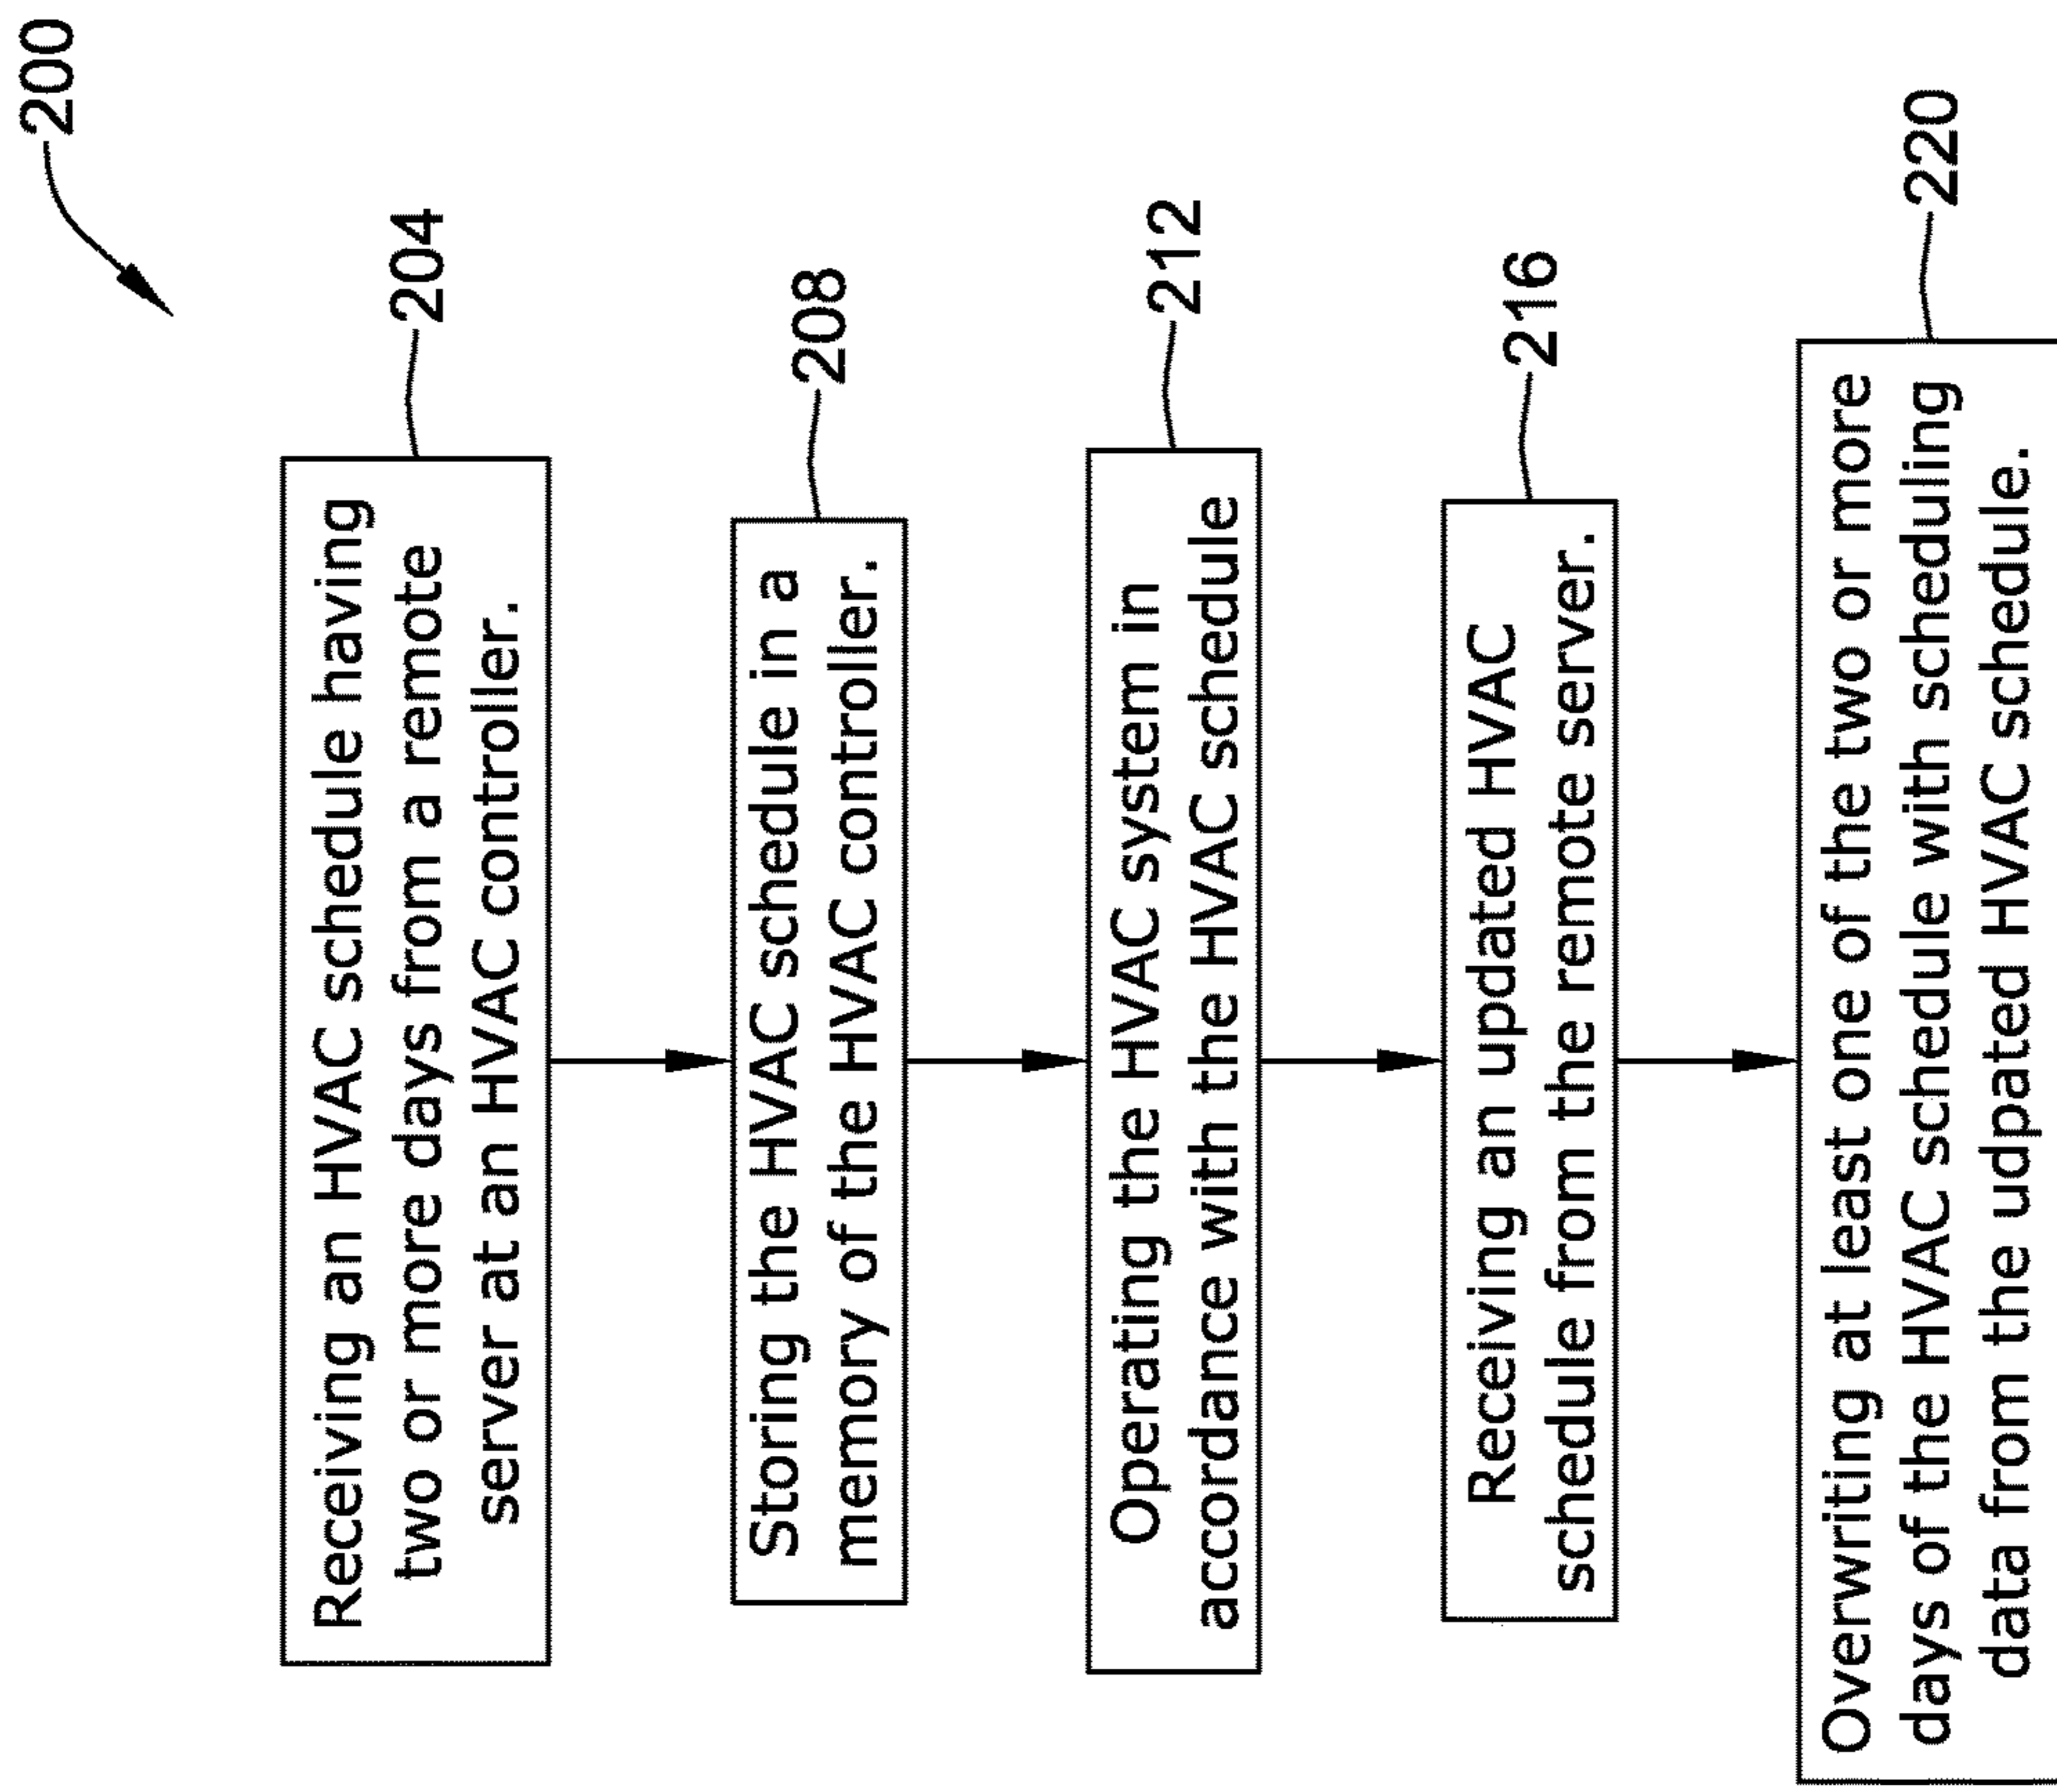 200
Receiving an HVAC schedule having
two or more days from a remote
server at an HVAC controller.
204
Storing the HVAC schedule in a
memory of the HVAC controller.
208
Operating the HVAC system in
accordance with the HVAC schedule
212
Receiving an updated HVAC
schedule from the remote server.
216
Overwriting at least one of the two or more
days of the HVAC schedule with scheduling
data from the udpated HVAC schedule.
220